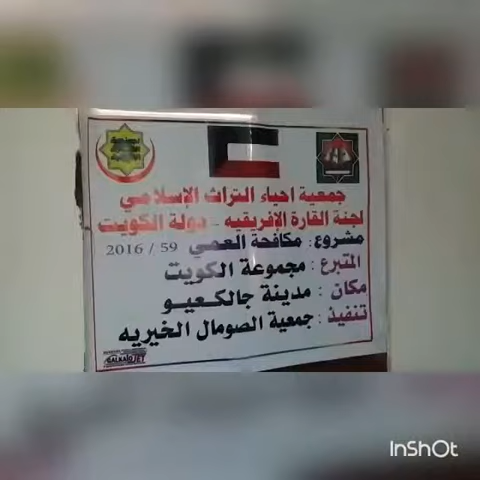 جمعية احياء التراث الإسلامي
لجنة القارة الإفريقيه - دولة الكويت
مشروع : مكافحة العمي 59 / 2016
المتبرع : مجموعة الكويت
مكان : مدينة جالكعيو
تنفيذ : جمعية الصومال الخيريه
InShOt